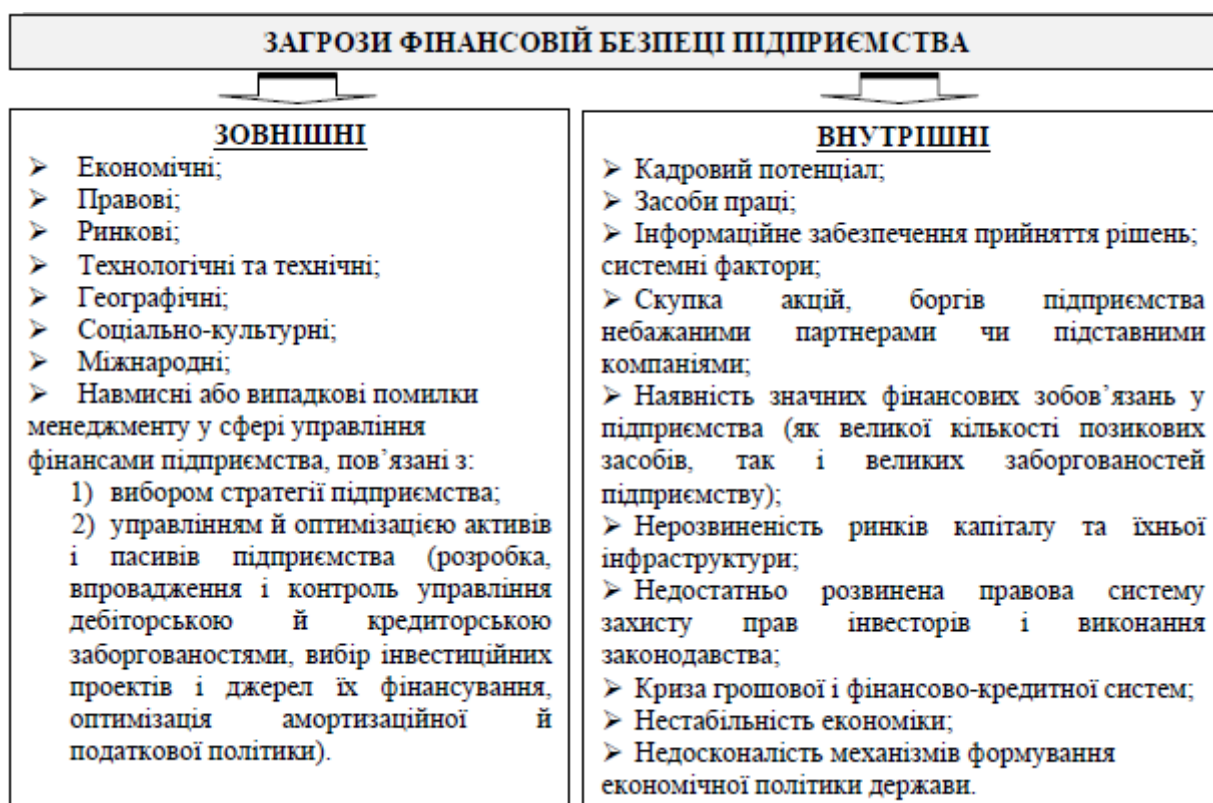 ЗАГРОЗИ ФІНАНСОВІЙ БЕЗПЕЦІ ПІДПРИЄМСТВА
ЗОВНІШНІ
➢ Економічні;
➢ Правові;
➢ Ринкові;
➢ Технологічні та технічні;
➢ Географічні;
➢ Соціально-культурні;
➢ Міжнародні;
➢ Навмисні або випадкові помилки
менеджменту у сфері управління
фінансами підприємства, пов’язані з:
1) вибором стратегії підприємства;
2) управлінням й оптимізацією активів
і пасивів підприємства (розробка,
впровадження і контроль управління
дебіторською й кредиторською
заборгованостями, вибір інвестиційних
проектів і джерел їх фінансування,
оптимізація амортизаційної й
податкової політики).
ВНУТРІШНІ
➢ Кадровий потенціал;
➢ Засоби праці;
➢ Інформаційне забезпечення прийняття рішень;
системні фактори;
➢ Скупка акцій, боргів підприємства
небажаними партнерами чи підставними
компаніями;
➢ Наявність значних фінансових зобов’язань у
підприємства (як великої кількості позикових
засобів, так і великих заборгованостей
підприємству);
➢ Нерозвиненість ринків капіталу та їхньої
інфраструктури;
➢ Недостатньо розвинена правова систему
захисту прав інвесторів і виконання
законодавства;
➢ Криза грошової і фінансово-кредитної систем;
➢ Нестабільність економіки;
➢ Недосконалість механізмів формування
економічної політики держави.